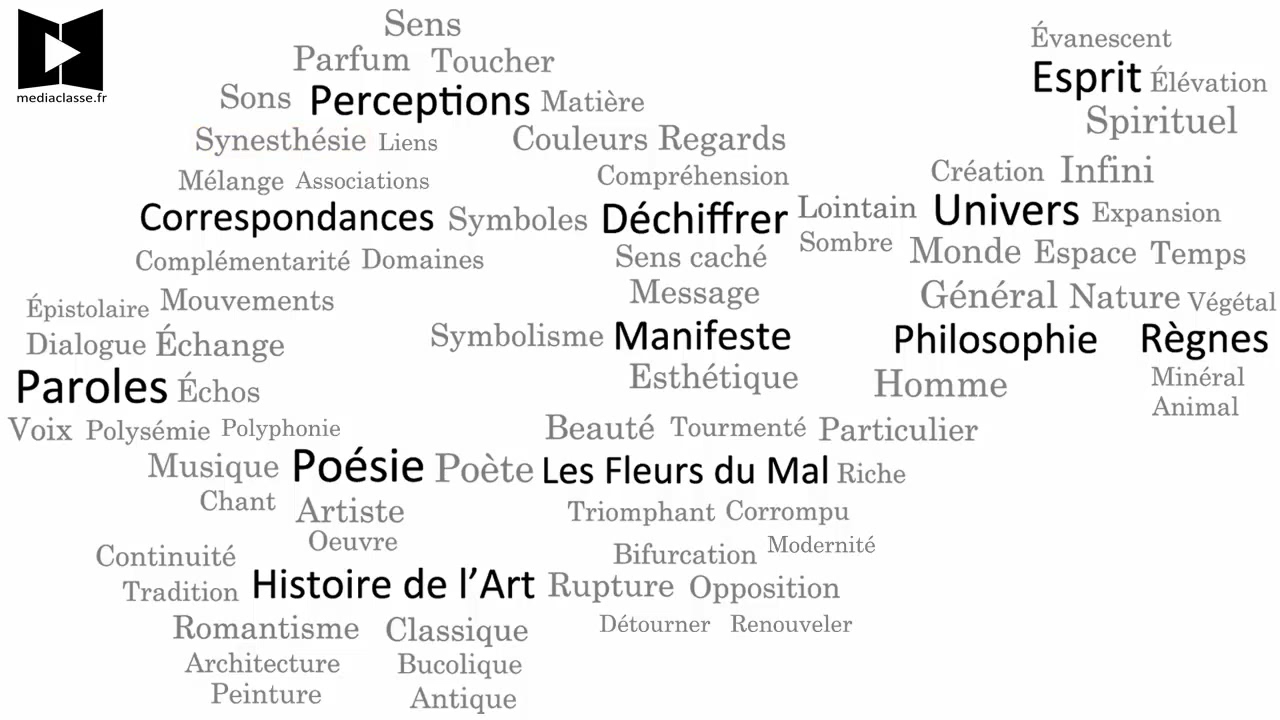 mediaclasse.fr
Sens
Parfum Toucher
Sons Perceptions Matière
Synesthésie Liens Couleurs Regards
Mélange Associations Compréhension
Correspondances Symboles Déchiffrer Lointain
Sombre
Complémentarité Domaines Sens caché
Évanescent
Esprit Élévation
Spirituel
Création Infini
Univers Expansion
Monde Espace Temps
Épistolaire Mouvements Message
Général Nature Végétal
Dialogue Échange Symbolisme Manifeste
Philosophie Règnes
Paroles Échos Esthétique
Homme Minéral
Animal
Voix Polysémie Polyphonie Beauté Tourmenté Particulier
Musique Poésie Poète Les Fleurs du Mal Riche
Chant Artiste Triomphant Corrompu
Oeuvre
Continuité Bifurcation Modernité
Tradition Histoire de l’Art Rupture Opposition
Romantisme Classique Détourner Renouveler
Architecture Bucolique
Peinture Antique